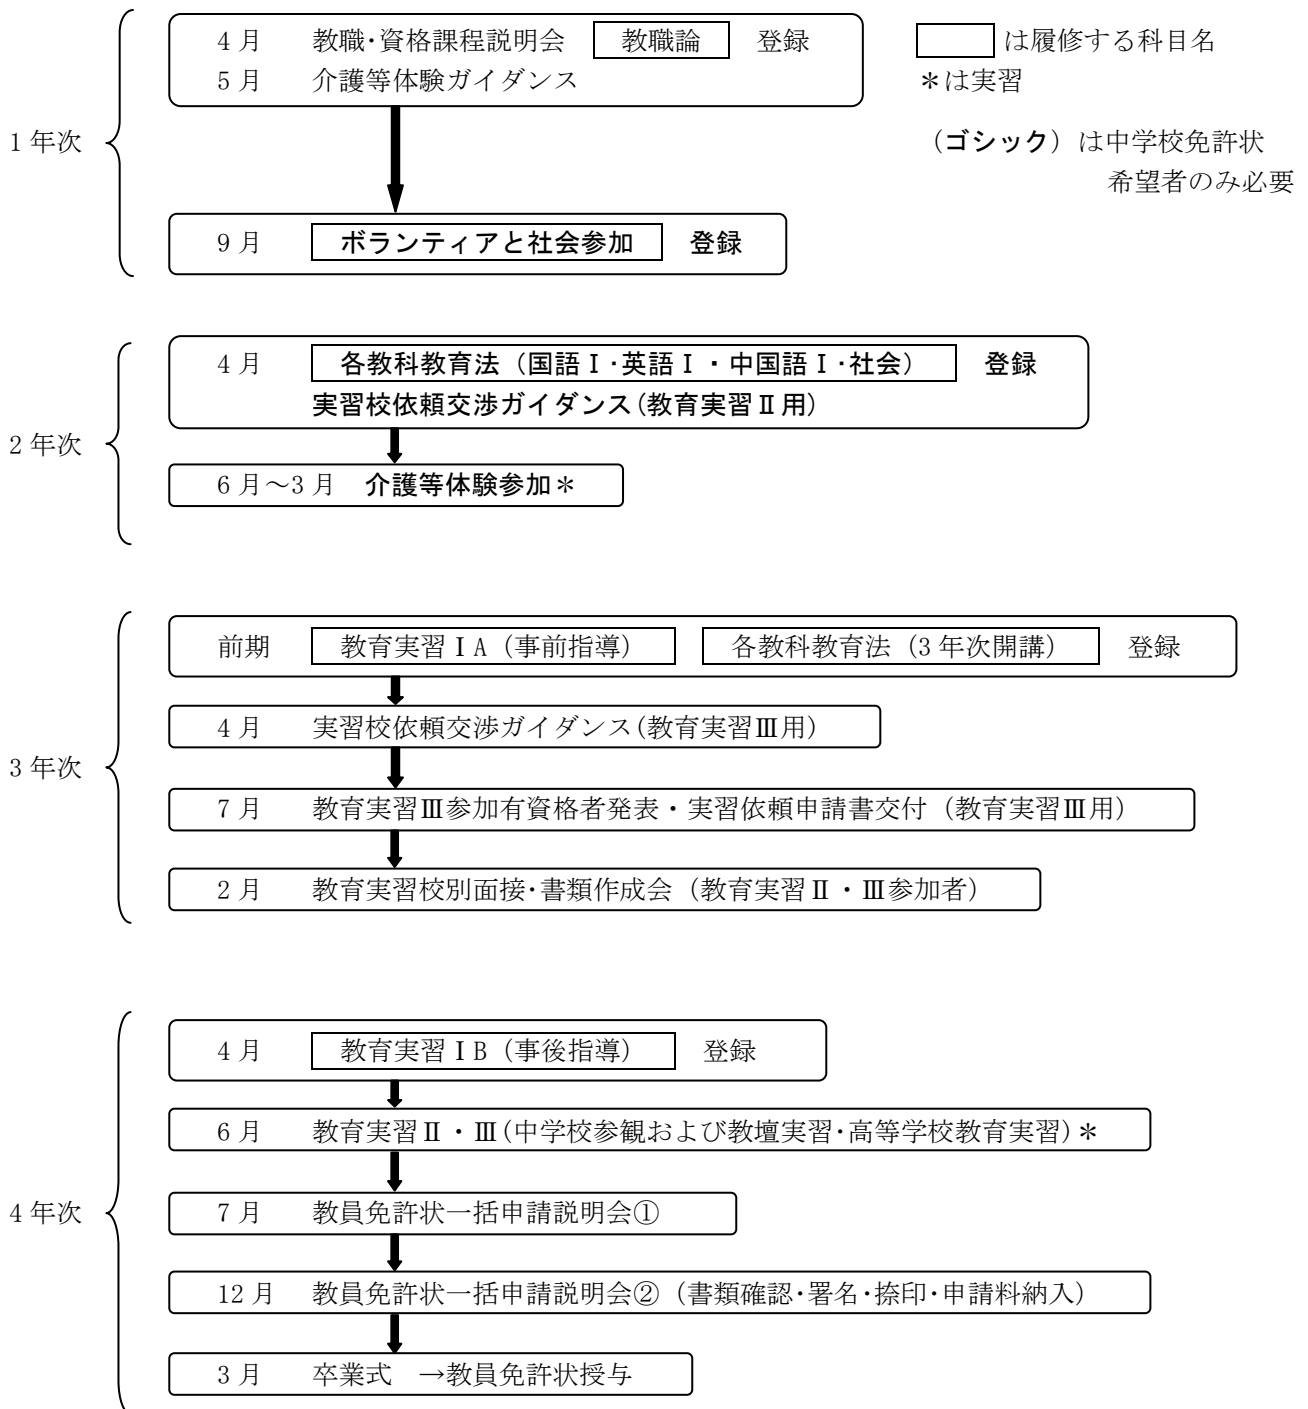 4月 教職・資格課程説明会 教職論 登録
5月 介護等体験ガイダンス
は履修する科目名
＊は実習
（ゴシック）は中学校免許状
希望者のみ必要
1年次
9月 ボランティアと社会参加 登録
2年次
4月 各教科教育法（国語Ⅰ・英語Ⅰ・中国語Ⅰ・社会） 登録
実習校依頼交渉ガイダンス(教育実習Ⅱ用)
6月～3月 介護等体験参加＊
3年次
前期 教育実習ⅠA（事前指導） 各教科教育法（3年次開講） 登録
4月 実習校依頼交渉ガイダンス(教育実習Ⅲ用)
7月 教育実習Ⅲ参加有資格者発表・実習依頼申請書交付（教育実習Ⅲ用）
2月 教育実習校別面接・書類作成会（教育実習Ⅱ・Ⅲ参加者）
4年次
4月 教育実習ⅠB（事後指導） 登録
6月 教育実習Ⅱ・Ⅲ(中学校参観および教壇実習・高等学校教育実習)＊
7月 教員免許状一括申請説明会①
12月 教員免許状一括申請説明会②（書類確認・署名・捺印・申請料納入）
3月 卒業式 →教員免許状授与